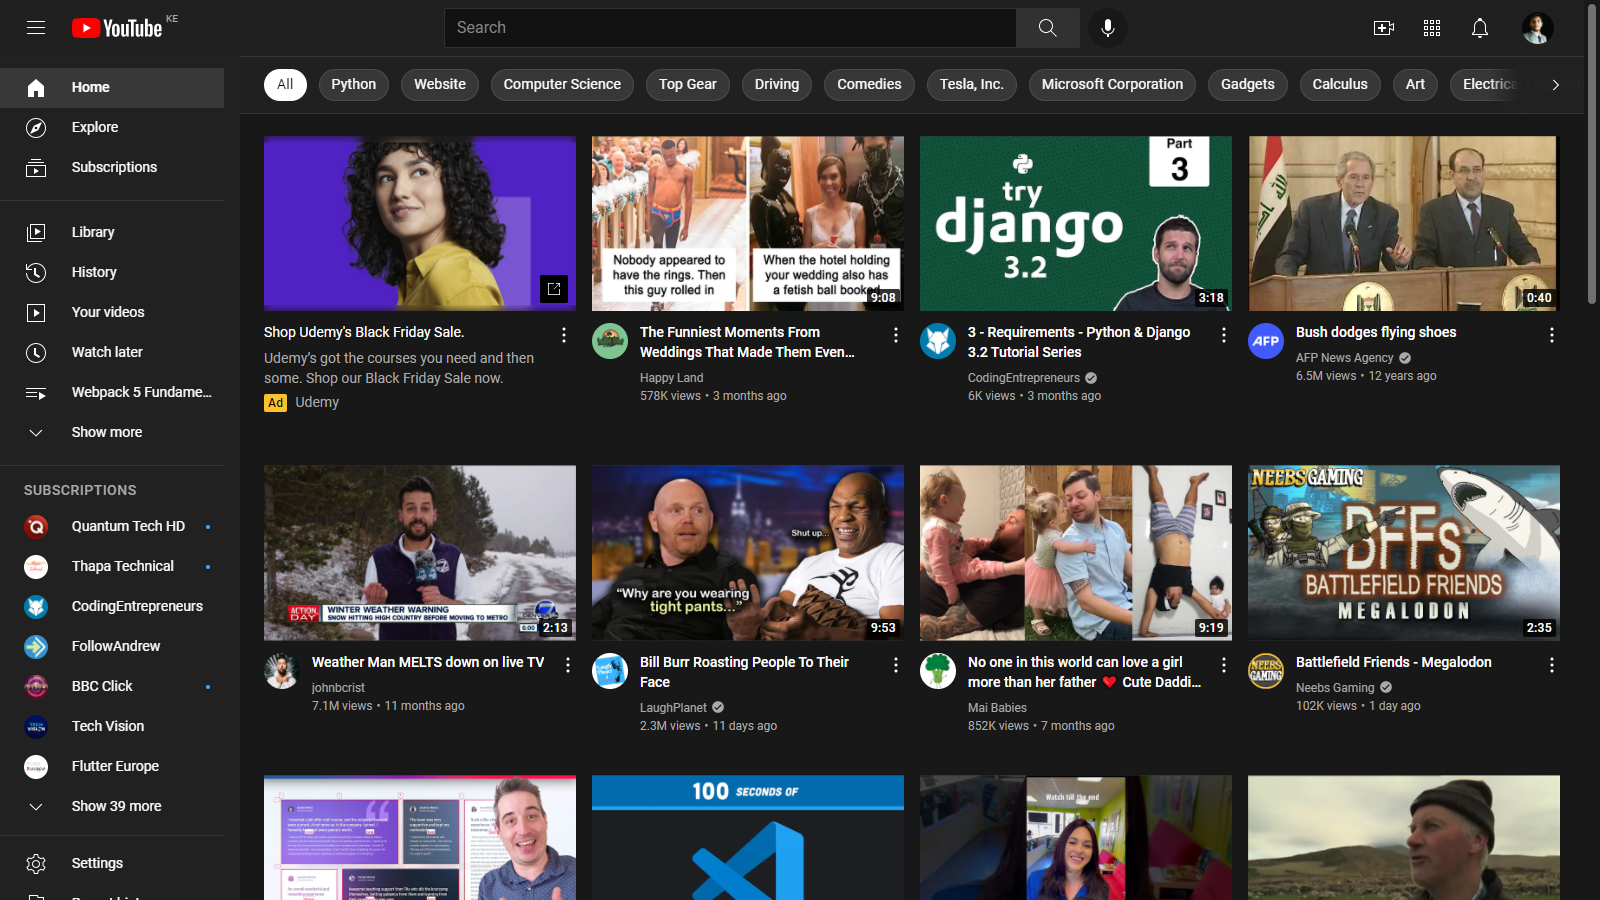 YouTube KE
Search
Home
Explore
Subscriptions
Library
History
Your videos
Watch later
Webpack 5 Fundame...
Show more
SUBSCRIPTIONS
Quantum Tech HD
Thapa Technical
CodingEntrepreneurs
FollowAndrew
BBC Click
Tech Vision
Flutter Europe
Show 39 more
Settings
All
Python
Website
Computer Science
Top Gear
Driving
Comedies
Tesla, Inc.
Microsoft Corporation
Gadgets
Calculus
Art
Shop Udemy's Black Friday Sale.
Udemy's got the courses you need and then
some. Shop our Black Friday Sale now.
Ad Udemy
Nobody appeared to
have the rings. Then
this guy rolled in
When the hotel holding
your wedding also has
a fetish ball booked
9:08
The Funniest Moments From
Weddings That Made Them Even...
Happy Land
578K views • 3 months ago
Part
3
try
django
3.2
3:18
3 - Requirements - Python & Django
3.2 Tutorial Series
CodingEntrepreneurs
6K views • 3 months ago
0:40
AFP
Bush dodges flying shoes
AFP News Agency
6.5M views • 12 years ago
ACTION
DAY
WINTER WEATHER WARNING
SNOW HITTING HIGH COUNTRY BEFORE MOVING TO METRO
6:00
2:13
Weather Man MELTS down on live TV
johnbcrist
7.1M views • 11 months ago
Shut up...
"Why are you wearing
tight pants..."
9:53
Bill Burr Roasting People To Their
Face
LaughPlanet
2.3M views • 11 days ago
9:19
No one in this world can love a girl
more than her father ❤️ Cute Daddi...
Mai Babies
852K views • 7 months ago
NEEBS GAMING
BFFs
BATTLEFIELD FRIENDS
MEGALODON
2:35
NEEBS
GAMING
Battlefield Friends - Megalodon
Neebs Gaming
102K views • 1 day ago
100 SECONDS OF
Watch till the end